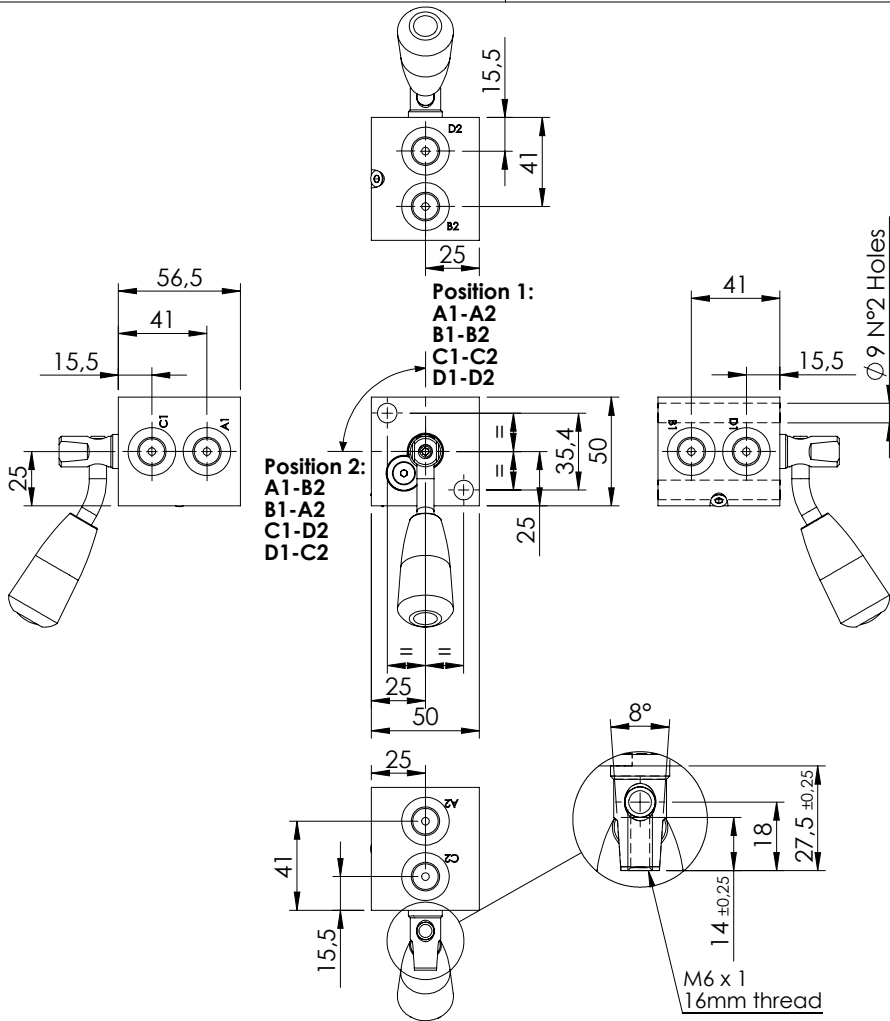 15,5
D2
41
B2
25
56,5
41
15,5
C1
A1
25
Position 1:
A1-A2
B1-B2
C1-C2
D1-D2
Position 2:
A1-B2
B1-A2
C1-D2
D1-C2
=
=
35,4
50
25
=
=
25
50
41
15,5
B1
D1
Ø9 N°2 Holes
25
A2
C2
41
15,5
8°
18
27,5 ±0,25
14 ±0,25
M6 x 1
16mm thread